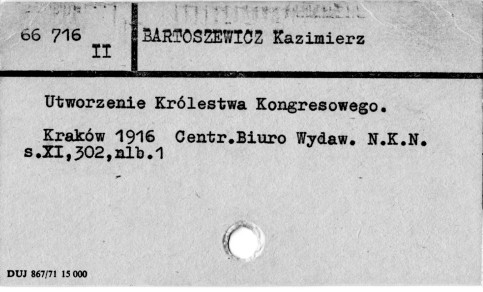 66 716
II
BARTOSZEWICZ Kazimierz
Utworzenie Królestwa Kongresowego.
Kraków 1916 Centr.Biuro Wydaw. N.K.N.
s.XI,302,nlb.1
DUJ 867/71 15 000